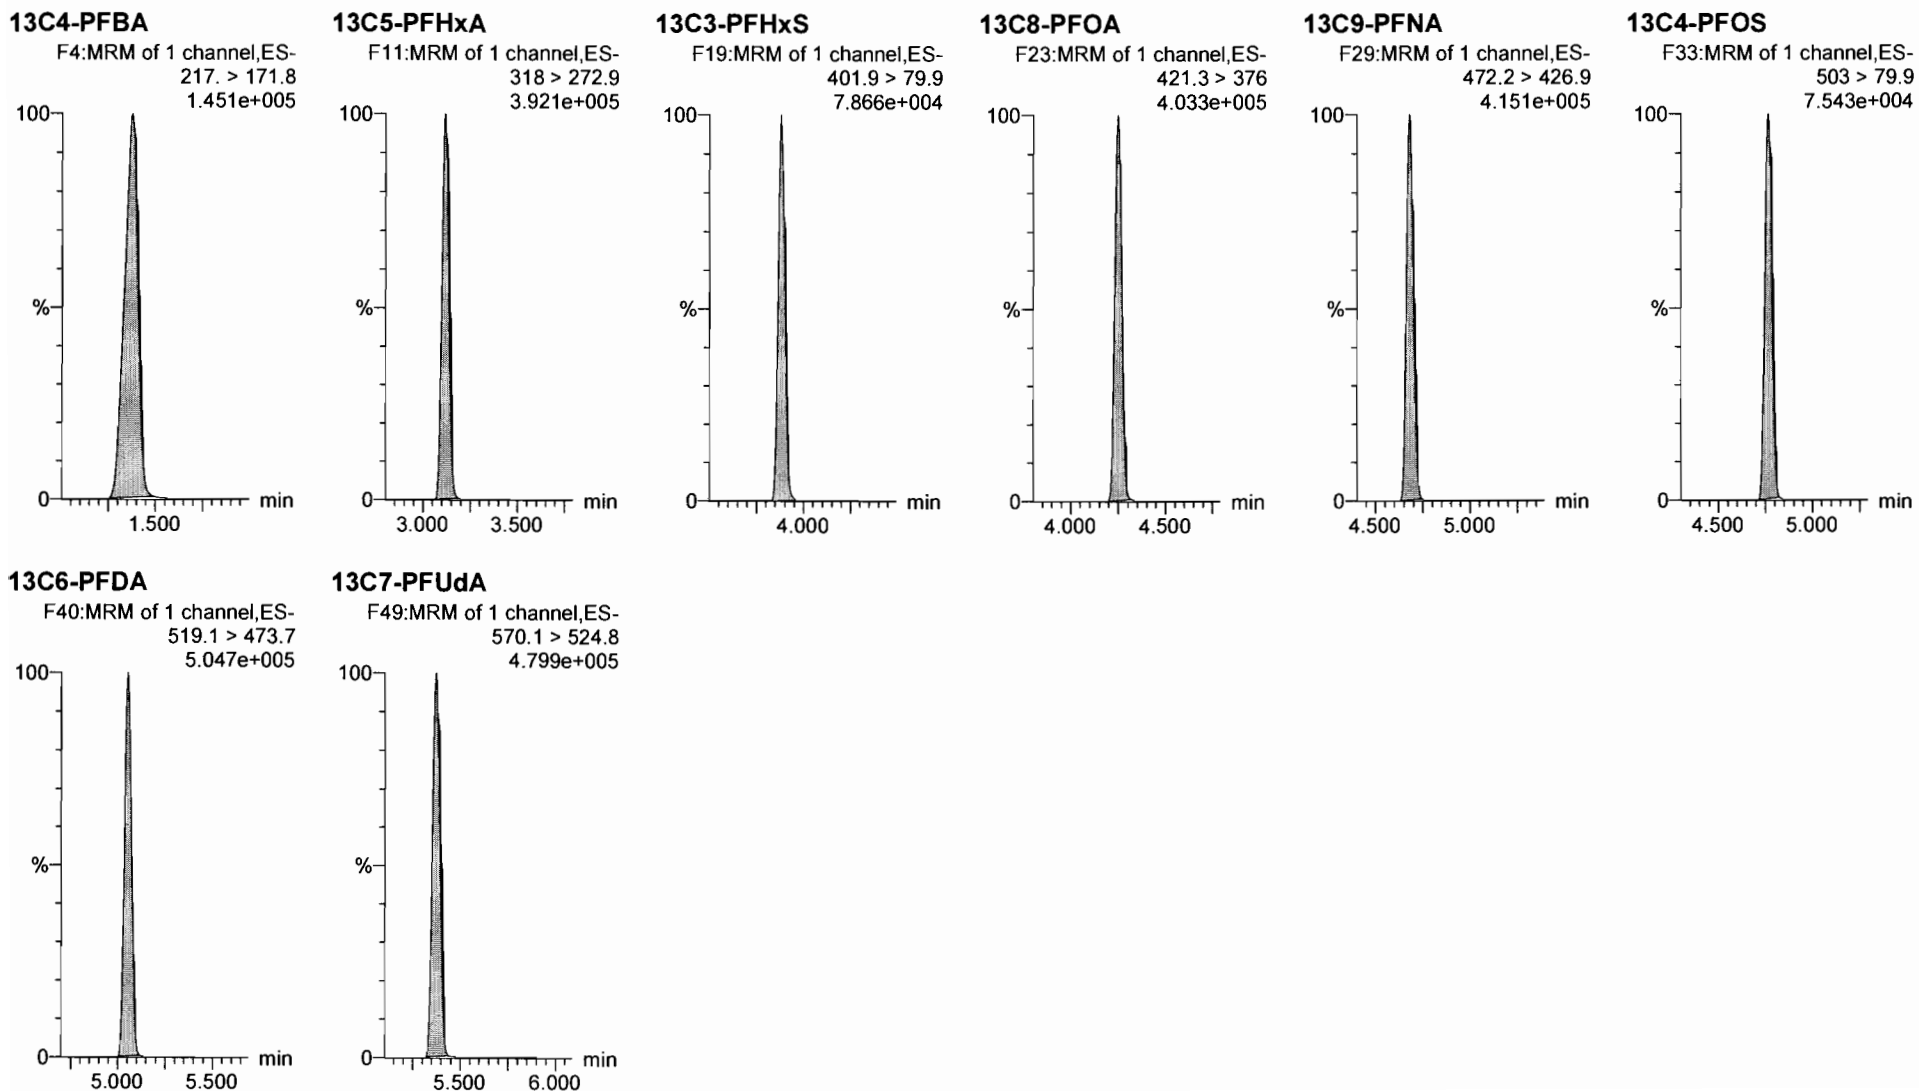 13C4-PFBA
F4:MRM of 1 channel,ES-
217. > 171.8
1.451e+005
100
%
0
min
1.500
13C5-PFHxA
F11:MRM of 1 channel,ES-
318 > 272.9
3.921e+005
100
%
0
min
3.000 3.500
13C3-PFHxS
F19:MRM of 1 channel,ES-
401.9 > 79.9
7.866e+004
100
%
0
min
4.000
13C8-PFOA
F23:MRM of 1 channel,ES-
421.3 > 376
4.033e+005
100
%
0
min
4.000 4.500
13C9-PFNA
F29:MRM of 1 channel,ES-
472.2 > 426.9
4.151e+005
100
%
0
min
4.500 5.000
13C4-PFOS
F33:MRM of 1 channel,ES-
503 > 79.9
7.543e+004
100
%
0
min
4.500 5.000
13C6-PFDA
F40:MRM of 1 channel,ES-
519.1 > 473.7
5.047e+005
100
%
0
min
5.000 5.500
13C7-PFUdA
F49:MRM of 1 channel,ES-
570.1 > 524.8
4.799e+005
100
%
0
min
5.500 6.000